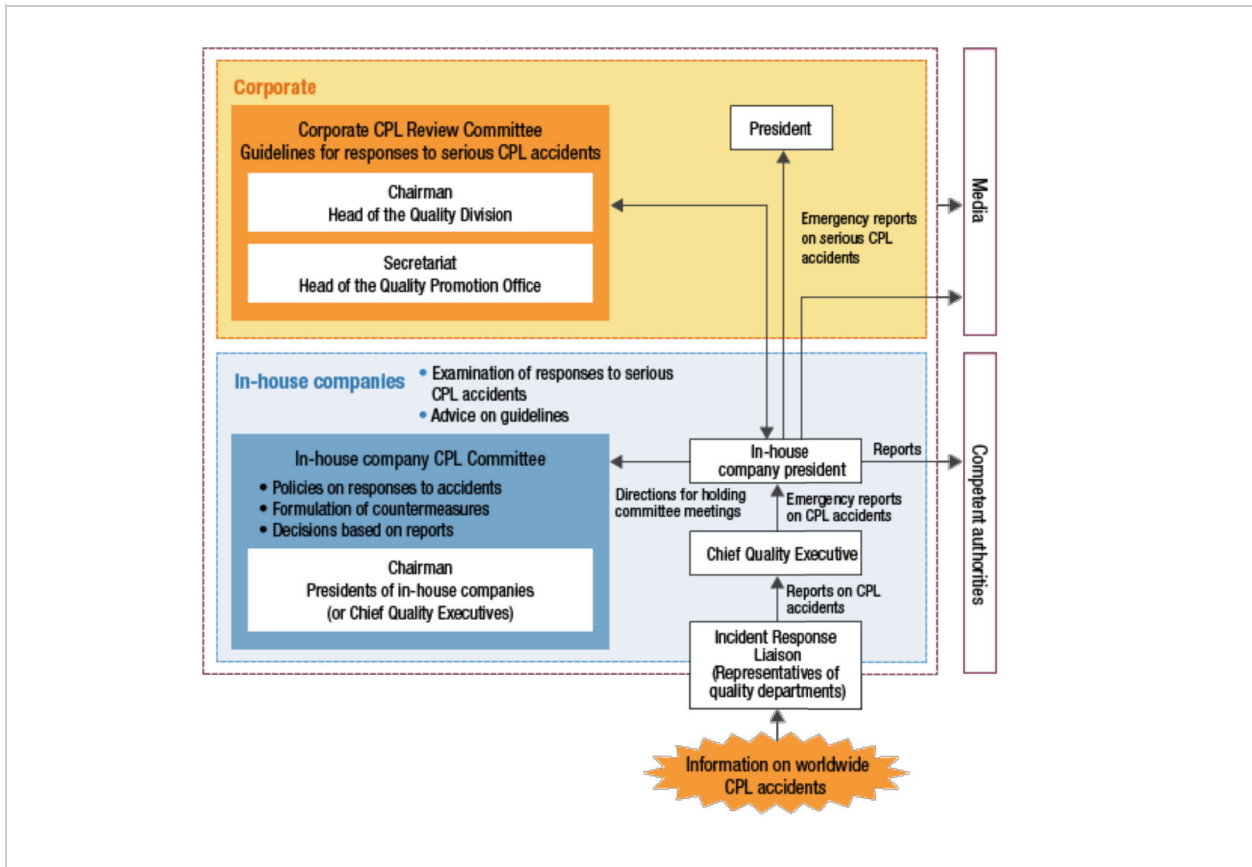 Corporate
Corporate CPL Review Committee
Guidelines for responses to serious CPL accidents
Chairman
Head of the Quality Division
Secretariat
Head of the Quality Promotion Office
President
Emergency reports
on serious CPL
accidents
Media
In-house companies
• Examination of responses to serious
CPL accidents
• Advice on guidelines
In-house company CPL Committee
• Policies on responses to accidents
• Formulation of countermeasures
• Decisions based on reports
Chairman
Presidents of in-house companies
(or Chief Quality Executives)
In-house
company president
Reports
Directions for holding
committee meetings
Emergency reports
on CPL accidents
Chief Quality Executive
Reports on CPL
accidents
Incident Response
Liaison
(Representatives of
quality departments)
Competent authorities
Information on worldwide
CPL accidents